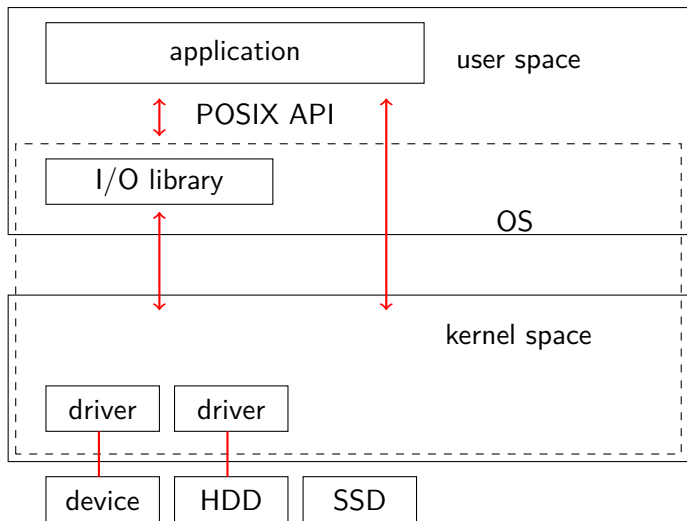 application
user space
POSIX API
I/O library
OS
kernel space
driver driver
device HDD SSD